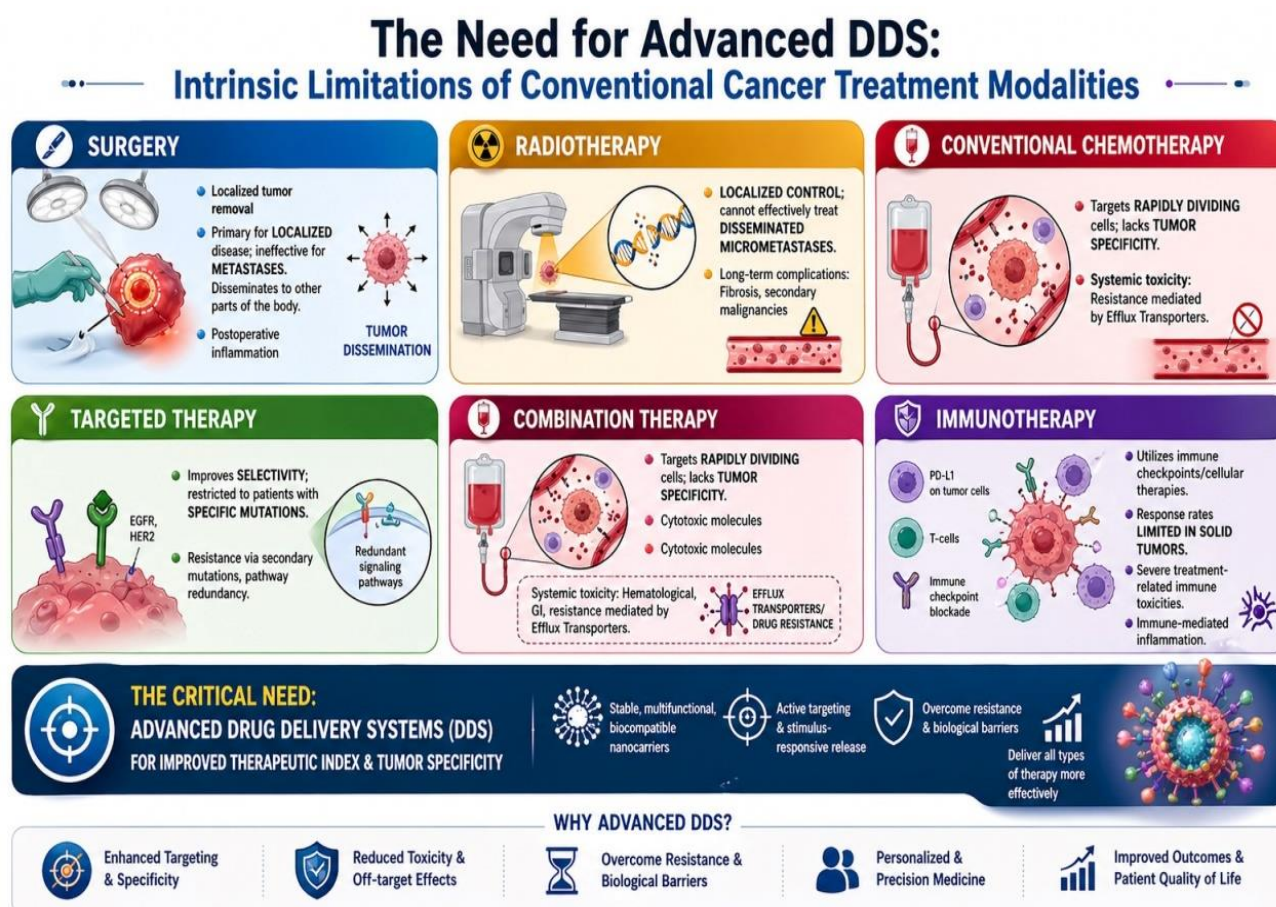 The Need for Advanced DDS:
Intrinsic Limitations of Conventional Cancer Treatment Modalities
SURGERY
Localized tumor
removal
Primary for LOCALIZED
disease; ineffective for
METASTASES.
Disseminates to other
parts of the body.
Postoperative
inflammation
TUMOR
DISSEMINATION
RADIOTHERAPY
LOCALIZED CONTROL;
cannot effectively treat
DISSEMINATED
MICROMETASTASES.
Long-term complications:
Fibrosis, secondary
malignancies
CONVENTIONAL CHEMOTHERAPY
Targets RAPIDLY DIVIDING
cells; lacks TUMOR
SPECIFICITY.
Systemic toxicity:
Resistance mediated
by Efflux Transporters.
TARGETED THERAPY
Improves SELECTIVITY;
restricted to patients with
SPECIFIC MUTATIONS.
Resistance via secondary
mutations, pathway
redundancy.
EGFR,
HER2
Redundant
signaling
pathways
COMBINATION THERAPY
Targets RAPIDLY DIVIDING
cells; lacks TUMOR
SPECIFICITY.
Cytotoxic molecules
Cytotoxic molecules
Systemic toxicity: Hematological,
GI, resistance mediated by
Efflux Transporters.
EFFLUX
TRANSPORTERS/
DRUG RESISTANCE
IMMUNOTHERAPY
PD-L1
on tumor cells
T-cells
Immune
checkpoint
blockade
Utilizes immune
checkpoints/cellular
therapies.
Response rates
LIMITED IN SOLID
TUMORS.
Severe treatment-
related immune
toxicities.
Immune-mediated
inflammation.
THE CRITICAL NEED:
ADVANCED DRUG DELIVERY SYSTEMS (DDS)
FOR IMPROVED THERAPEUTIC INDEX & TUMOR SPECIFICITY
Stable, multifunctional,
biocompatible
nanocarriers
Active targeting
& stimulus-
responsive release
Overcome resistance
& biological barriers
Deliver all types
of therapy more
effectively
WHY ADVANCED DDS?
Enhanced Targeting
& Specificity
Reduced Toxicity &
Off-target Effects
Overcome Resistance &
Biological Barriers
Personalized &
Precision Medicine
Improved Outcomes &
Patient Quality of Life